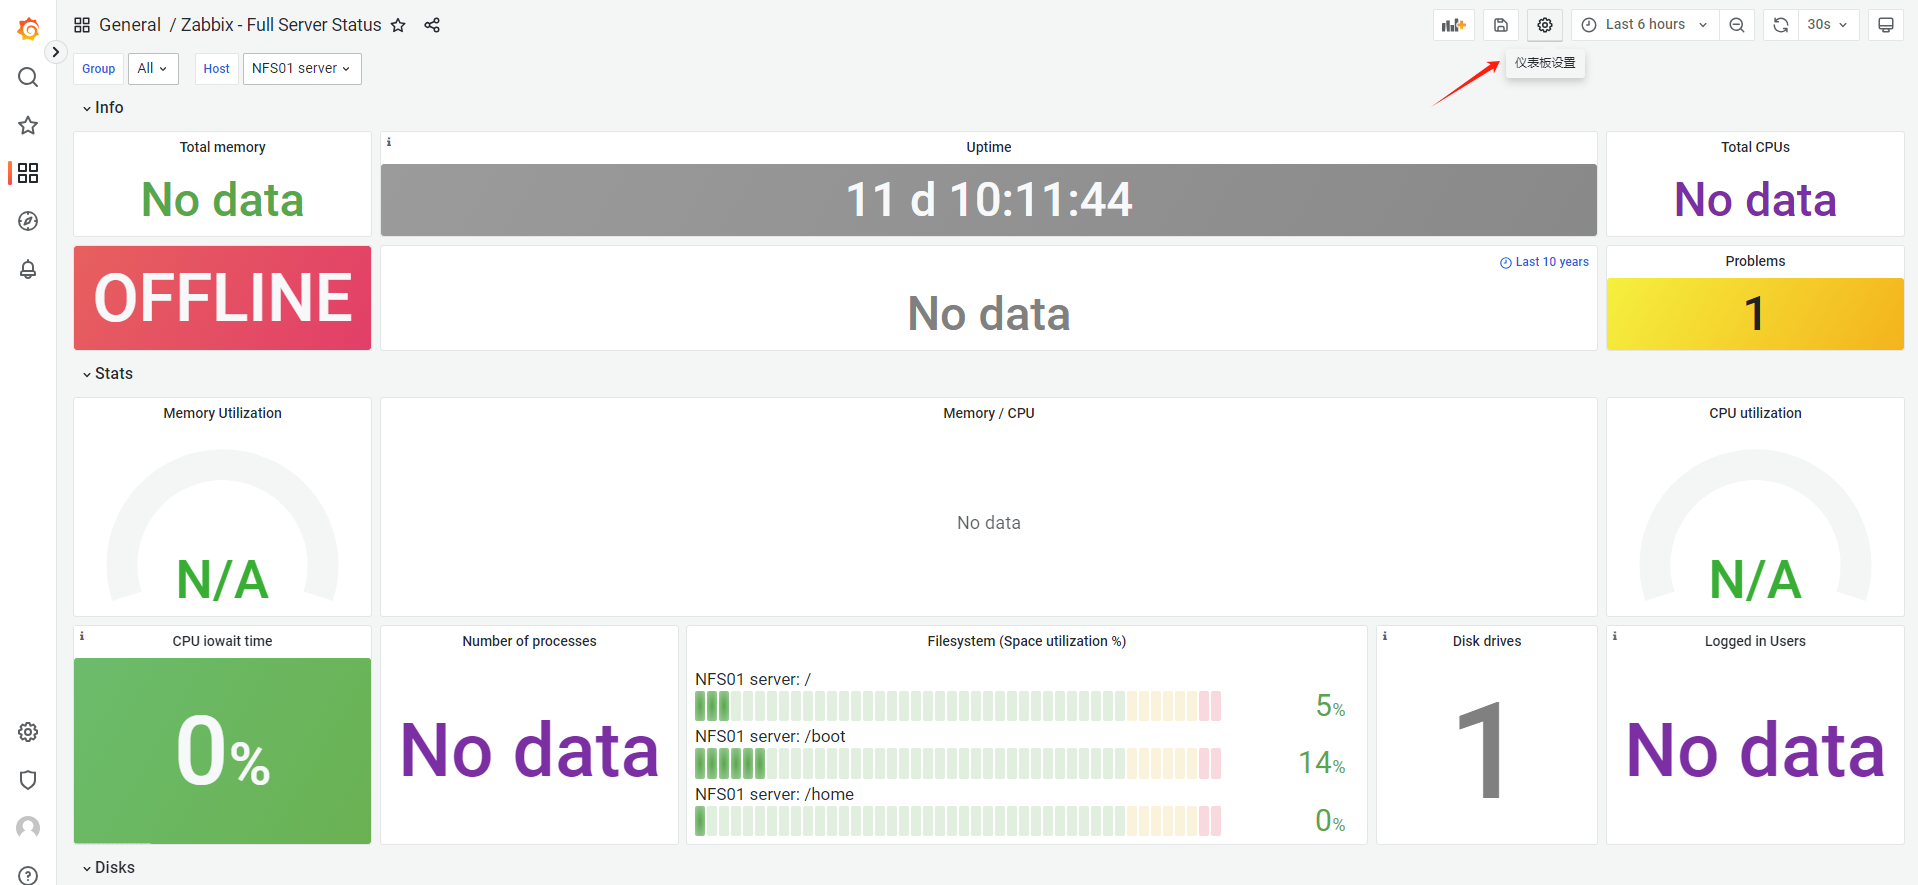 General / Zabbix - Full Server Status
Last 6 hours
30s
仪表板设置
Group
All
Host
NFS01 server
Info
Total memory
No data
Uptime
11 d 10:11:44
Total CPUs
No data
OFFLINE
Last 10 years
No data
Problems
1
Stats
Memory Utilization
N/A
Memory / CPU
No data
CPU utilization
N/A
CPU iowait time
0%
Number of processes
No data
Filesystem (Space utilization %)
NFS01 server: /
5%
NFS01 server: /boot
14%
NFS01 server: /home
0%
Disk drives
1
Logged in Users
No data
Disks